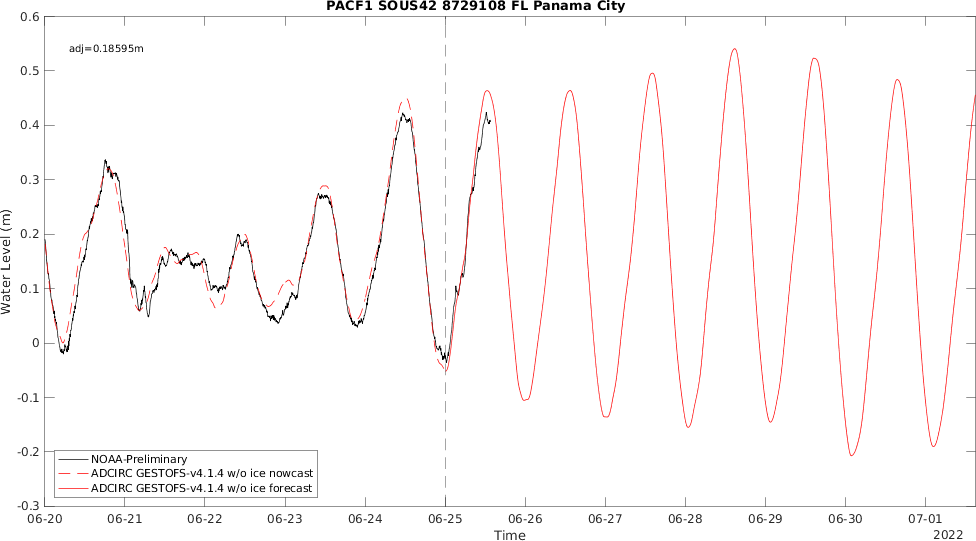 PACF1 SOUS42 8729108 FL Panama City
adj=0.18595m
0.6
0.5
0.4
0.3
0.2
0.1
0
-0.1
-0.2
-0.3
Water Level (m)
NOAA-Preliminary
ADCIRC GESTOFS-v4.1.4 w/o ice nowcast
ADCIRC GESTOFS-v4.1.4 w/o ice forecast
06-20 06-21 06-22 06-23 06-24 06-25 06-26 06-27 06-28 06-29 06-30 07-01
Time
2022